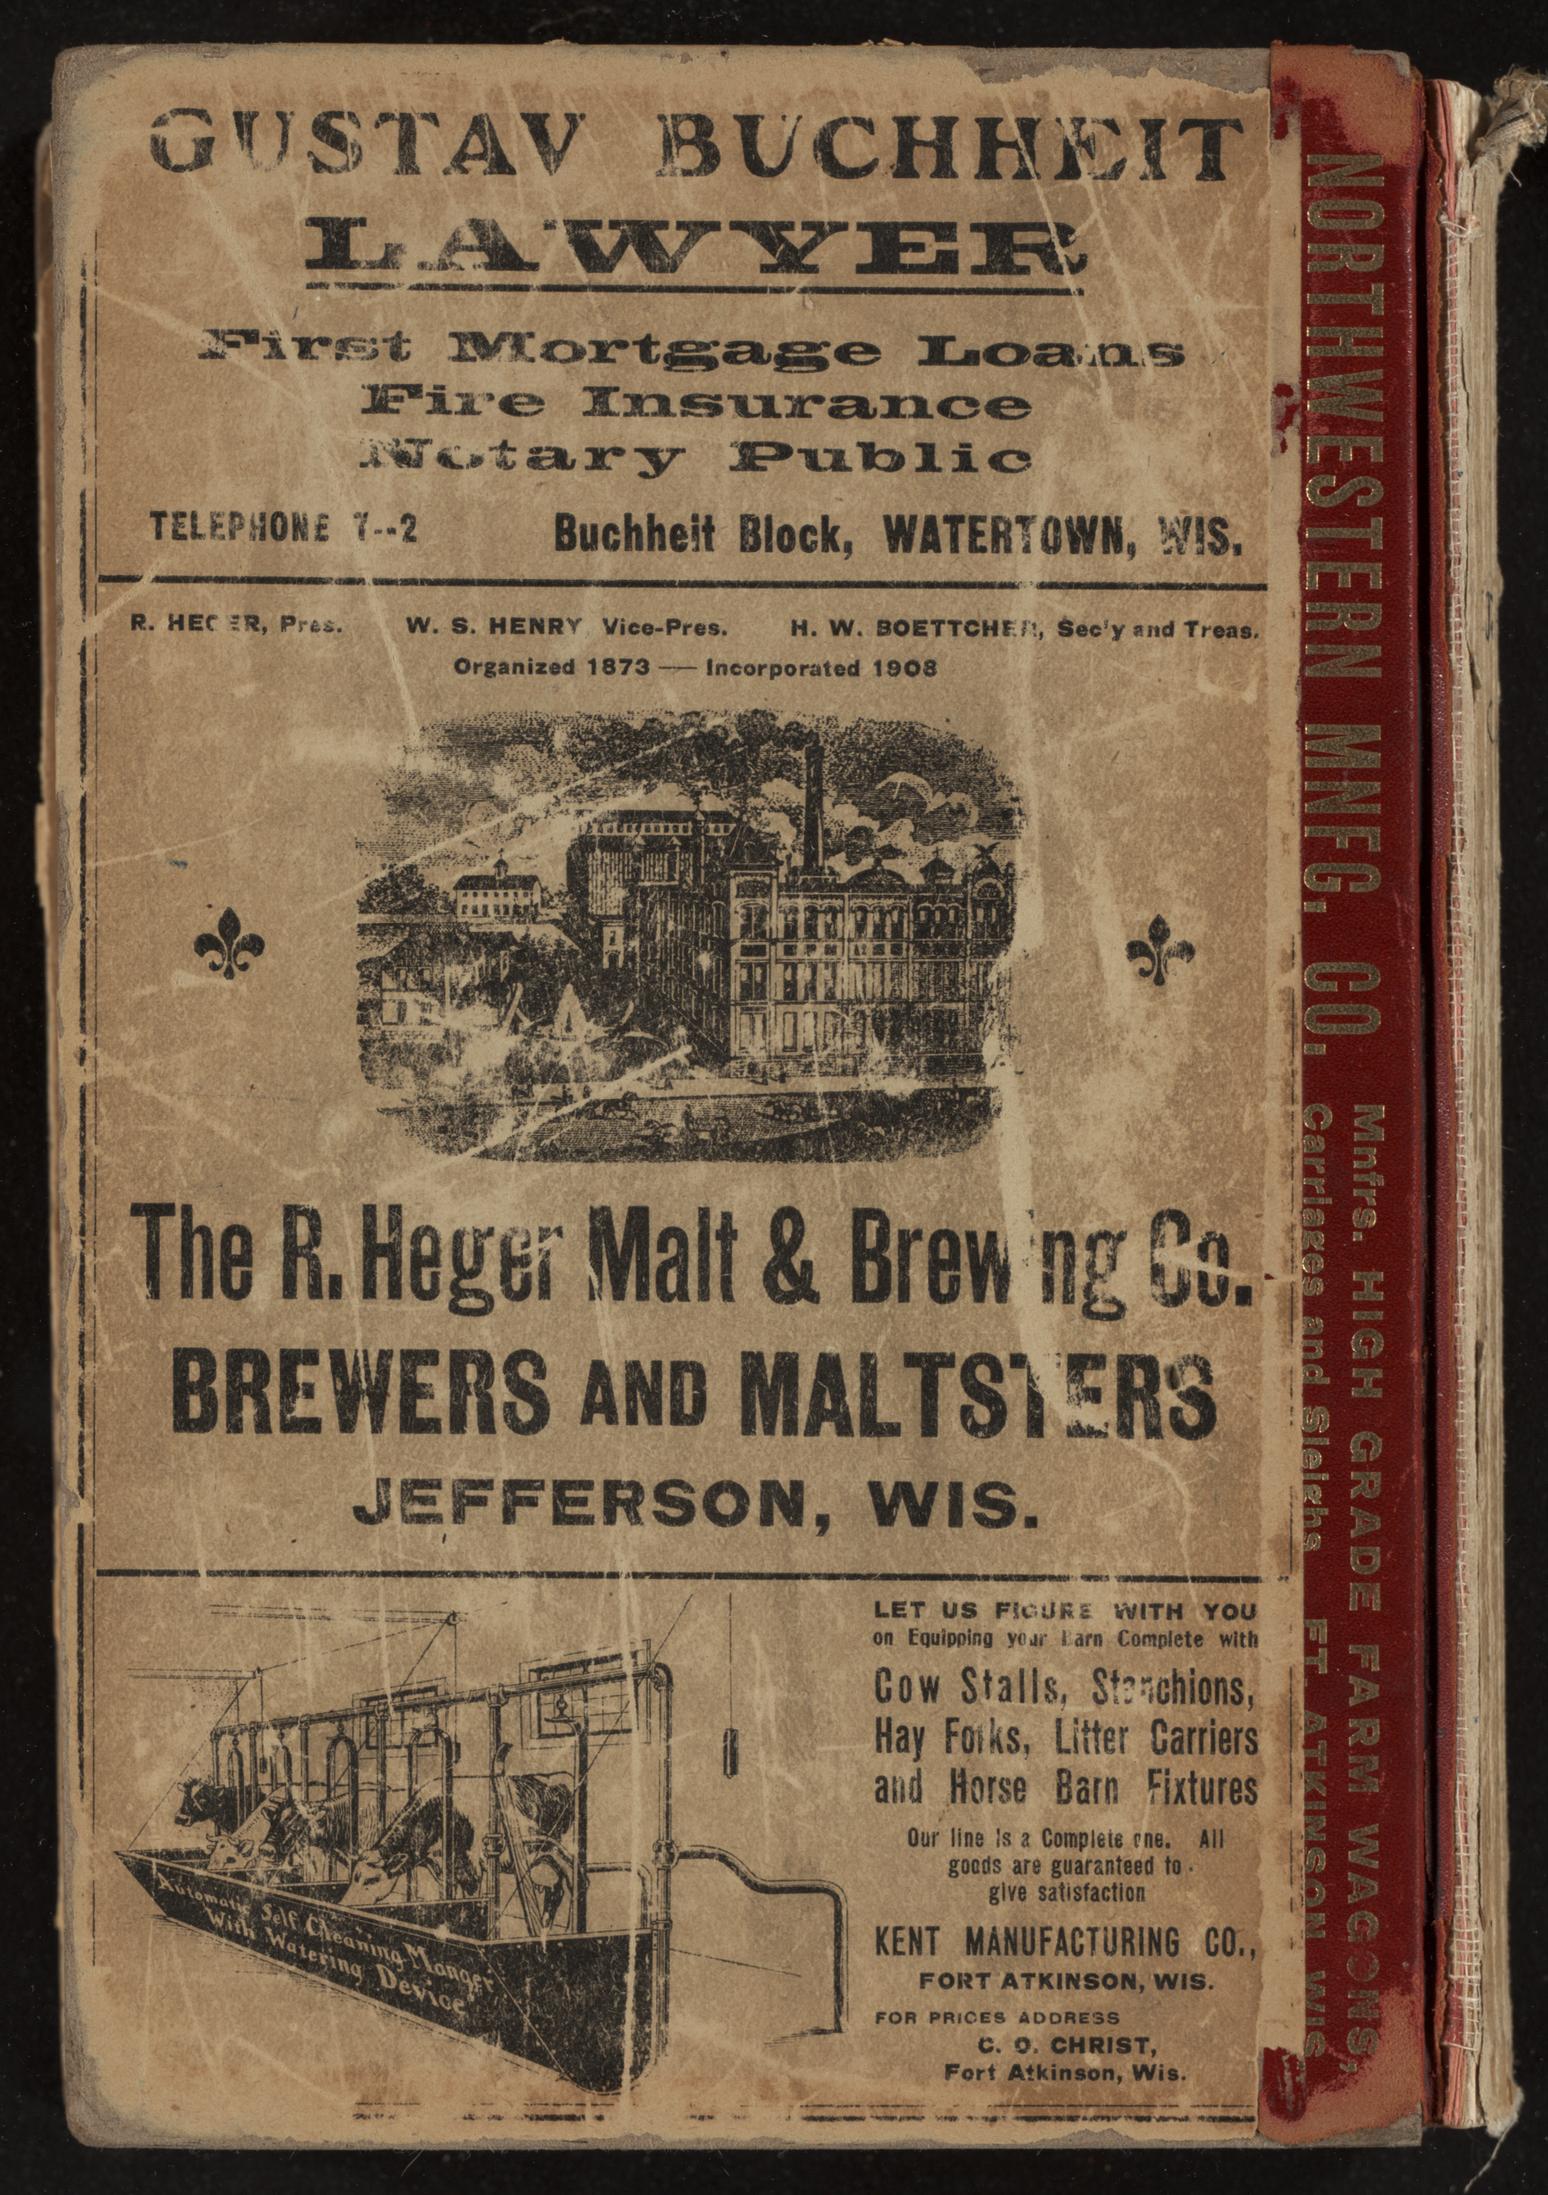 GUSTAV BUCHHEIT
LAWYER
First Mortgage Loans
Fire Insurance
Notary Public
TELEPHONE 7--2
Buchheit Block, WATERTOWN, WIS.
R. HEGER, Pres. W. S. HENRY, Vice-Pres. H. W. BOETTCHER, Sec'y and Treas.
Organized 1873 — Incorporated 1908
The R. Heger Malt & Brewing Co.
BREWERS AND MALTSTERS
JEFFERSON, WIS.
Automatic Self Cleaning Manger
With Watering Device
LET US FIGURE WITH YOU
on Equipping your Barn Complete with
Cow Stalls, Stanchions,
Hay Forks, Litter Carriers
and Horse Barn Fixtures
Our line is a Complete one. All
goods are guaranteed to
give satisfaction
KENT MANUFACTURING CO.,
FORT ATKINSON, WIS.
FOR PRICES ADDRESS
C. O. CHRIST,
Fort Atkinson, Wis.
NORTHWESTERN MNFG. CO.
Mnfrs. HIGH GRADE FARM WAGONS,
Carriages and Sleighs FT. ATKINSON, WIS.